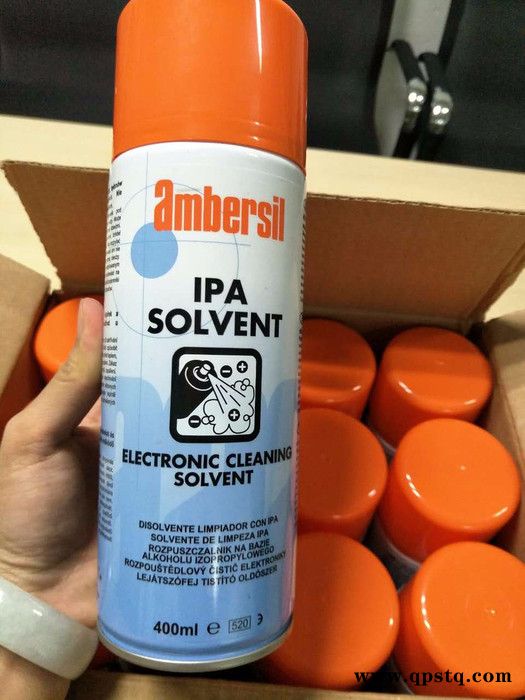 ambersil
IPA
SOLVENT
ELECTRONIC CLEANING
SOLVENT
DISOLVENTE LIMPIADOR CON IPA
SOLVENTE DE LIMPEZA IPA
ROZPUSZCZALNIK NA BAZIE
ALKOHOLU IZOPROPYLOWEGO
ROZPOUŠTĚDLOVÝ ČISTIČ ELEKTRONIKY
LEJÁTSZÓFEJ TISTÍTÓ OLDÓSZER
400ml ℮ 520
www.qpstq.com